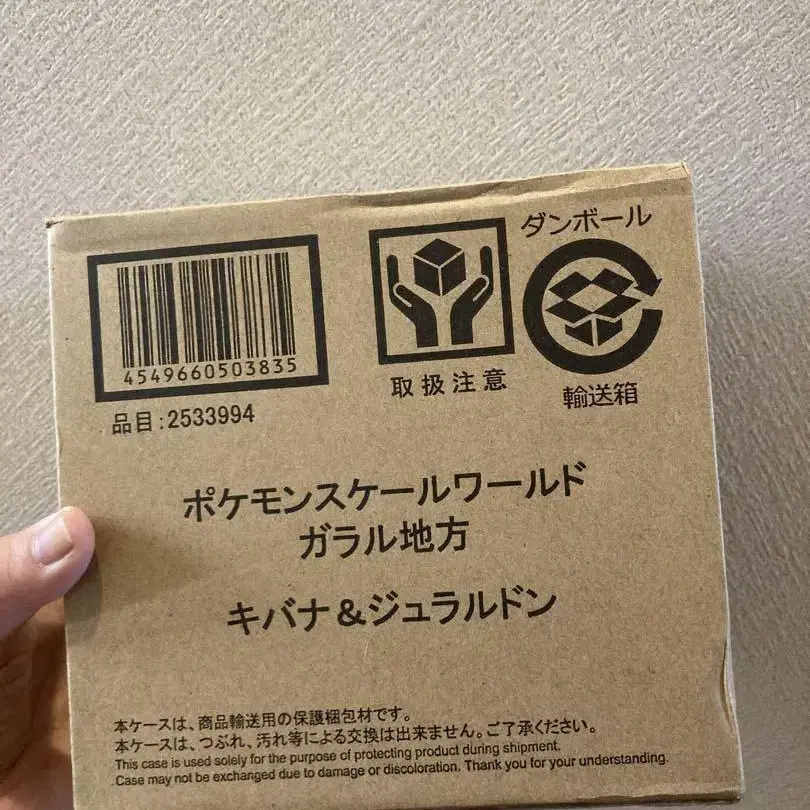 4549660503835
品目:2533994
取扱注意
ダンボール
輸送箱
ポケモンスケールワールド
ガラル地方
キバナ&ジュラルドン
本ケースは、商品輸送用の保護梱包材です。
本ケースは、つぶれ、汚れ等による交換は出来ません。ご了承ください。
This case is used solely for the purpose of protecting product during shipment.
Case may not be exchanged due to damage or discoloration. Thank you for your understanding.